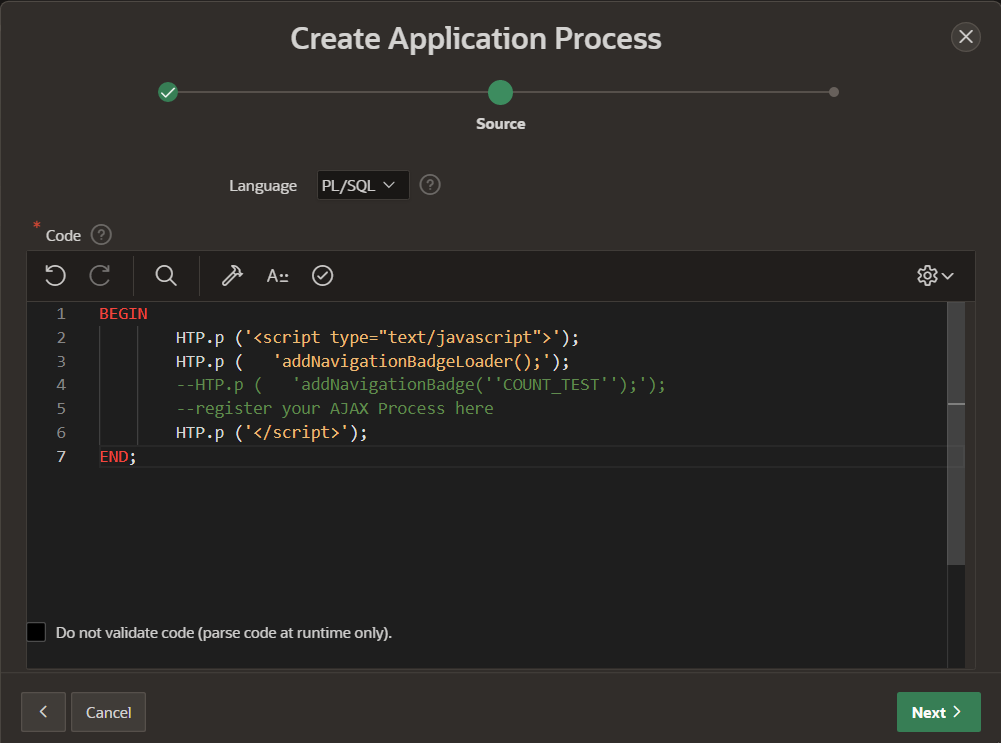 Create Application Process
Source
Language PL/SQL
* Code
1 BEGIN
2 HTP.p ('<script type="text/javascript">');
3 HTP.p (   'addNavigationBadgeLoader();');
4 --HTP.p (   'addNavigationBadge(''COUNT_TEST'');');
5 --register your AJAX Process here
6 HTP.p ('</script>');
7 END;
Do not validate code (parse code at runtime only).
Cancel
Next